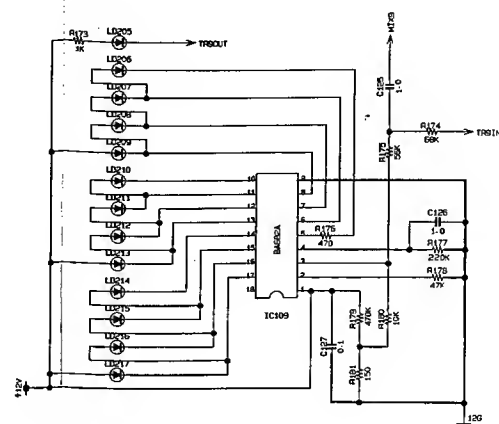 R173
1K
LD205
TRSOUT
LD206
LD207
LD208
LD209
LD210
LD211
LD212
LD213
LD214
LD215
LD216
LD217
MIXB
C125
1-0
R174
68K
TRSIN
R175
56K
10
11
12
13
14
15
16
17
18
9
8
7
6
5
4
3
2
1
BA682A
IC109
R176
470
C126
1-0
R177
220K
R178
47K
R179
470K
R180
10K
C127
0.1
R181
150
+12V
12G